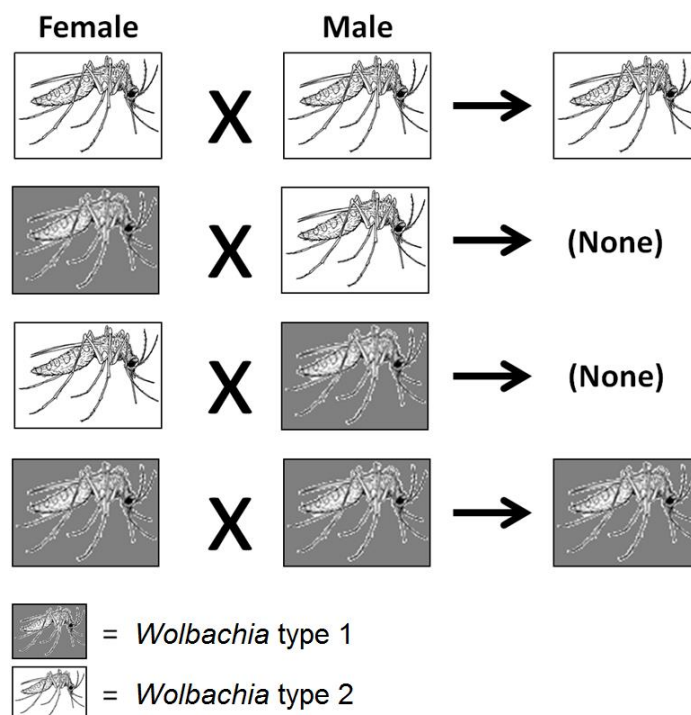 Female Male
X
X (None)
X (None)
X
= Wolbachia type 1
= Wolbachia type 2